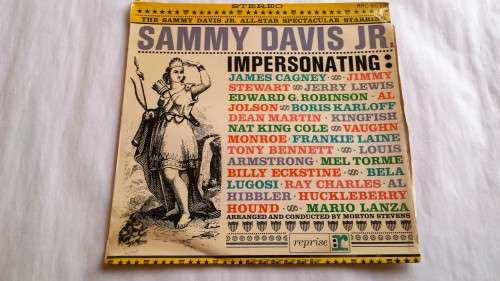 STEREO
THE SAMMY DAVIS JR. ALL-STAR SPECTACULAR STARRING
SAMMY DAVIS JR.
IMPERSONATING:
JAMES CAGNEY JIMMY
STEWART JERRY LEWIS
EDWARD G. ROBINSON · AL
JOLSON BORIS KARLOFF
DEAN MARTIN · KINGFISH
NAT KING COLE VAUGHN
MONROE · FRANKIE LAINE
TONY BENNETT LOUIS
ARMSTRONG · MEL TORME
BILLY ECKSTINE BELA
LUGOSI · RAY CHARLES · AL
HIBBLER · HUCKLEBERRY
HOUND MARIO LANZA
ARRANGED AND CONDUCTED BY MORTON STEVENS
reprise r: